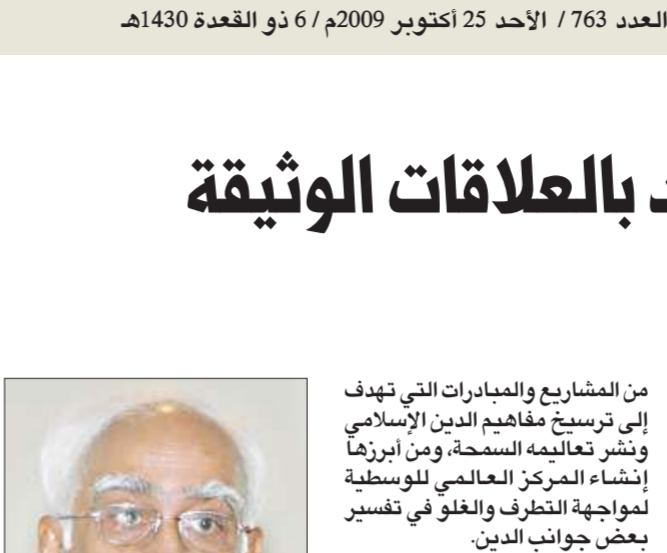 العدد 763 / الأحد 25 أكتوبر 2009م / 6 ذو القعدة 1430هـ
بالعلاقات الوثيقة
من المشاريع والمبادرات التي تهدف
إلى ترسيخ مفاهيم الدين الإسلامي
ونشر تعاليمه السمحة، ومن أبرزها
إنشاء المركز العالمي للوسطية
لمواجهة التطرف والغلو في تفسير
بعض جوانب الدين.